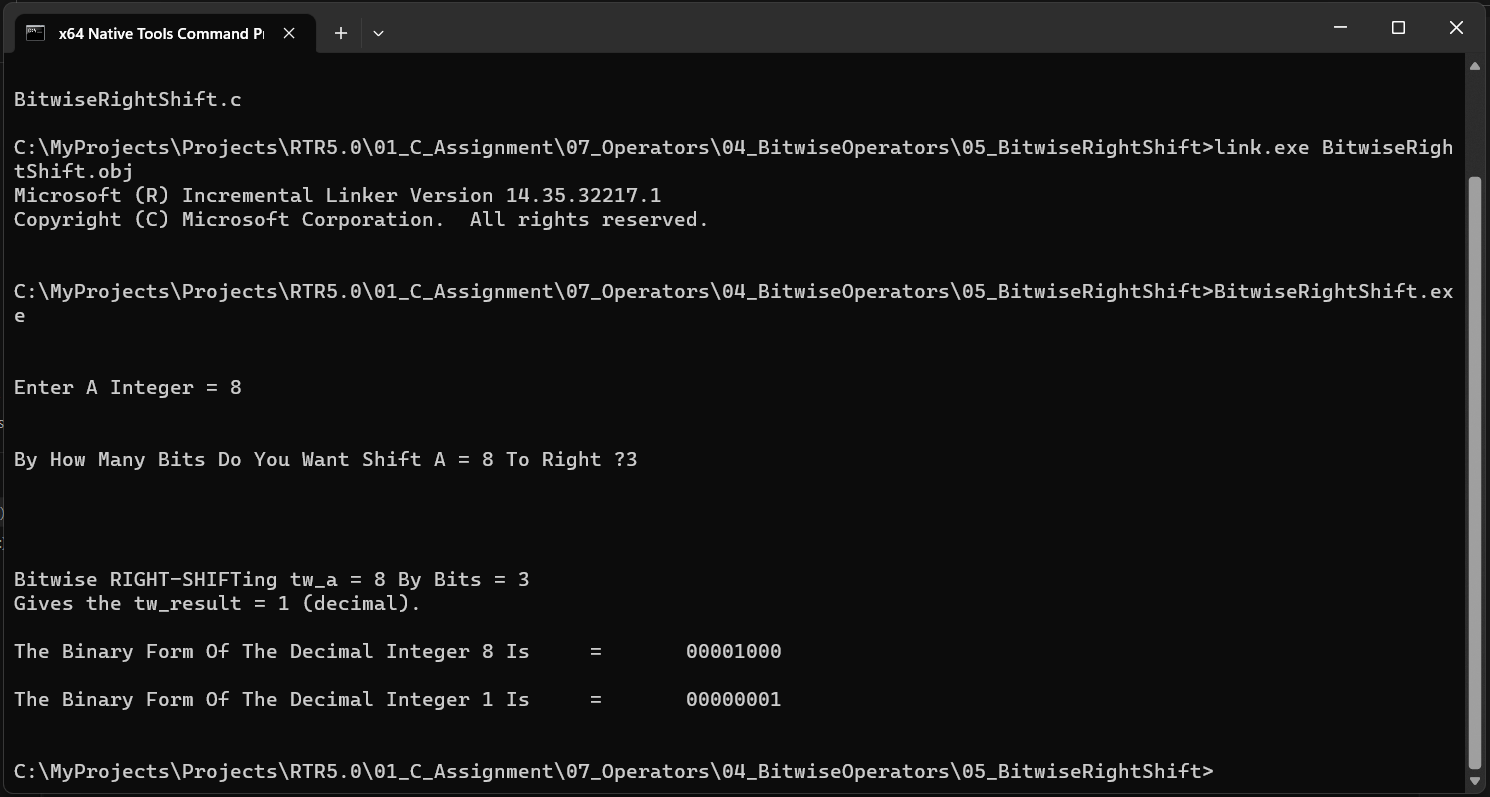 x64 Native Tools Command P
BitwiseRightShift.c
C:\MyProjects\Projects\RTR5.0\01_C_Assignment\07_Operators\04_BitwiseOperators\05_BitwiseRightShift>link.exe BitwiseRigh
tShift.obj
Microsoft (R) Incremental Linker Version 14.35.32217.1
Copyright (C) Microsoft Corporation.  All rights reserved.
C:\MyProjects\Projects\RTR5.0\01_C_Assignment\07_Operators\04_BitwiseOperators\05_BitwiseRightShift>BitwiseRightShift.ex
e
Enter A Integer = 8
By How Many Bits Do You Want Shift A = 8 To Right ?3
Bitwise RIGHT-SHIFTing tw_a = 8 By Bits = 3
Gives the tw_result = 1 (decimal).
The Binary Form Of The Decimal Integer 8 Is     =       00001000
The Binary Form Of The Decimal Integer 1 Is     =       00000001
C:\MyProjects\Projects\RTR5.0\01_C_Assignment\07_Operators\04_BitwiseOperators\05_BitwiseRightShift>